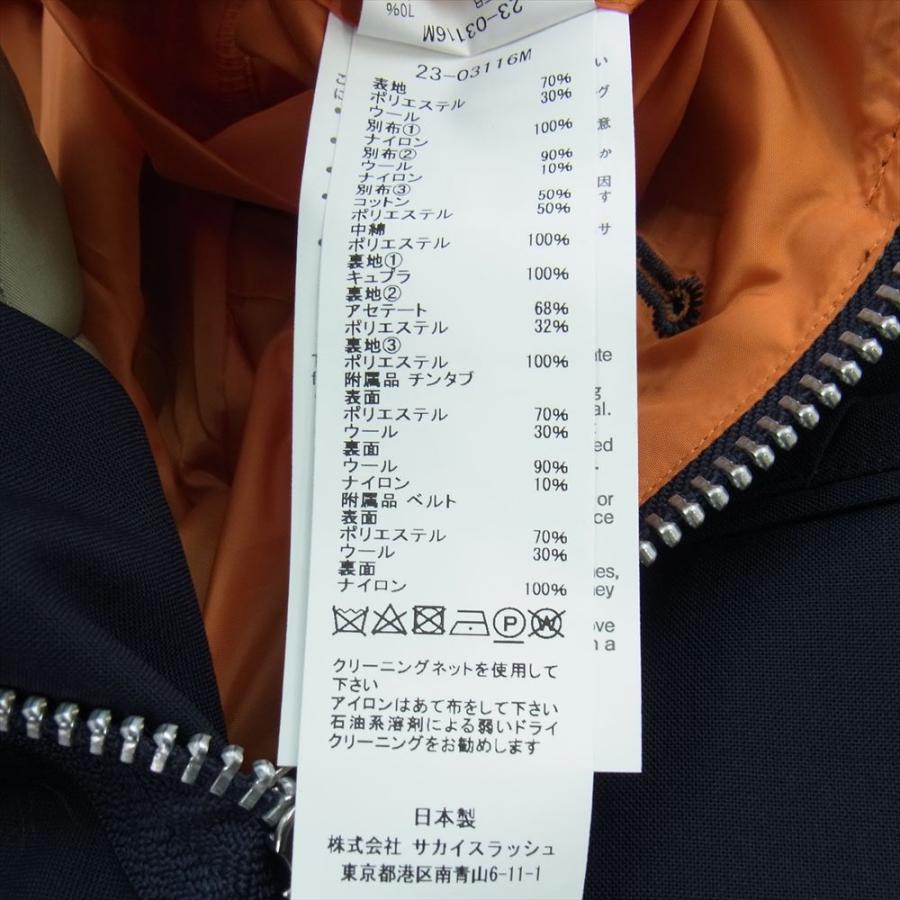 10%
23-03116M
23-03116M
表地 70%
ポリエステル 30%
ウール
別布① 100%
ナイロン
別布② 90%
ウール 10%
ナイロン
別布③ 50%
コットン 50%
ポリエステル
中綿
ポリエステル 100%
裏地①
キュプラ 100%
裏地②
アセテート 68%
ポリエステル 32%
裏地③
ポリエステル 100%
附属品 チンタブ
表面
ポリエステル 70%
ウール 30%
裏面
ウール 90%
ナイロン 10%
附属品 ベルト
表面
ポリエステル 70%
ウール 30%
裏面
ナイロン 100%
P W
クリーニングネットを使用して
下さい
アイロンはあて布をして下さい
石油系溶剤による弱いドライ
クリーニングをお勧めします
日本製
株式会社 サカイスラッシュ
東京都港区南青山6-11-1
い
グ
意
か
因
す
サ
or